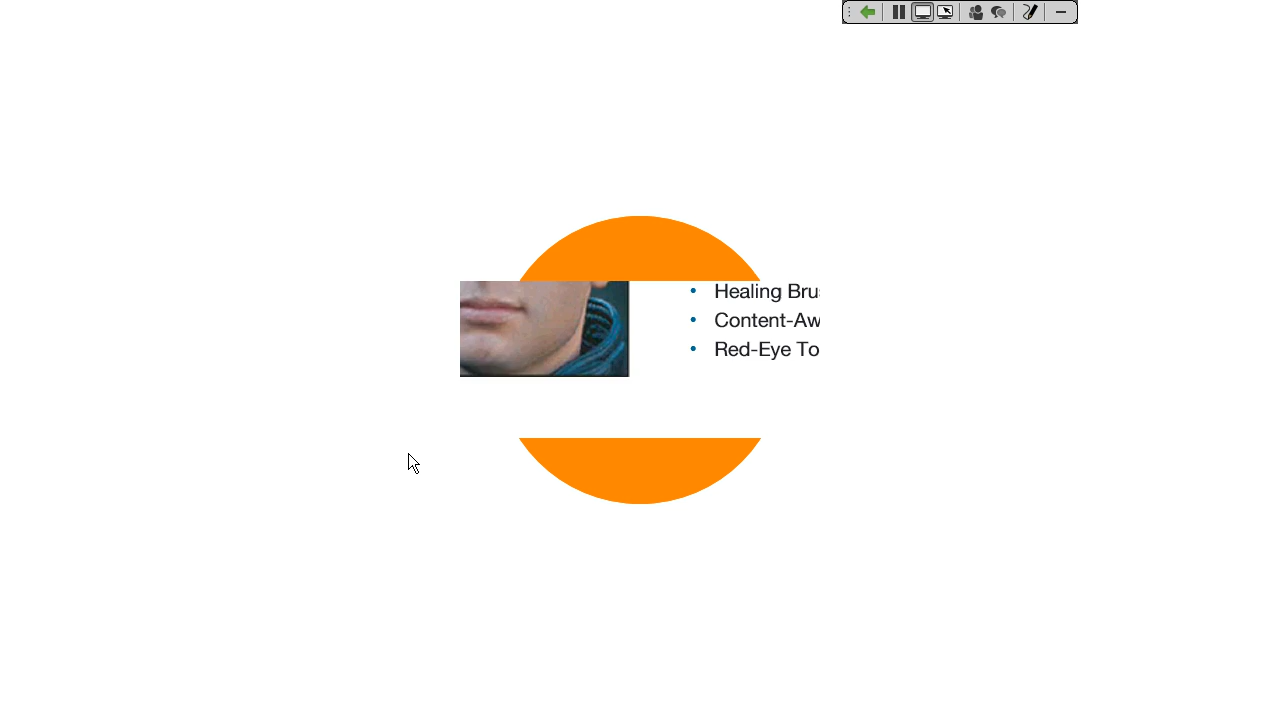 • Healing Bru
• Content-Aw
• Red-Eye To